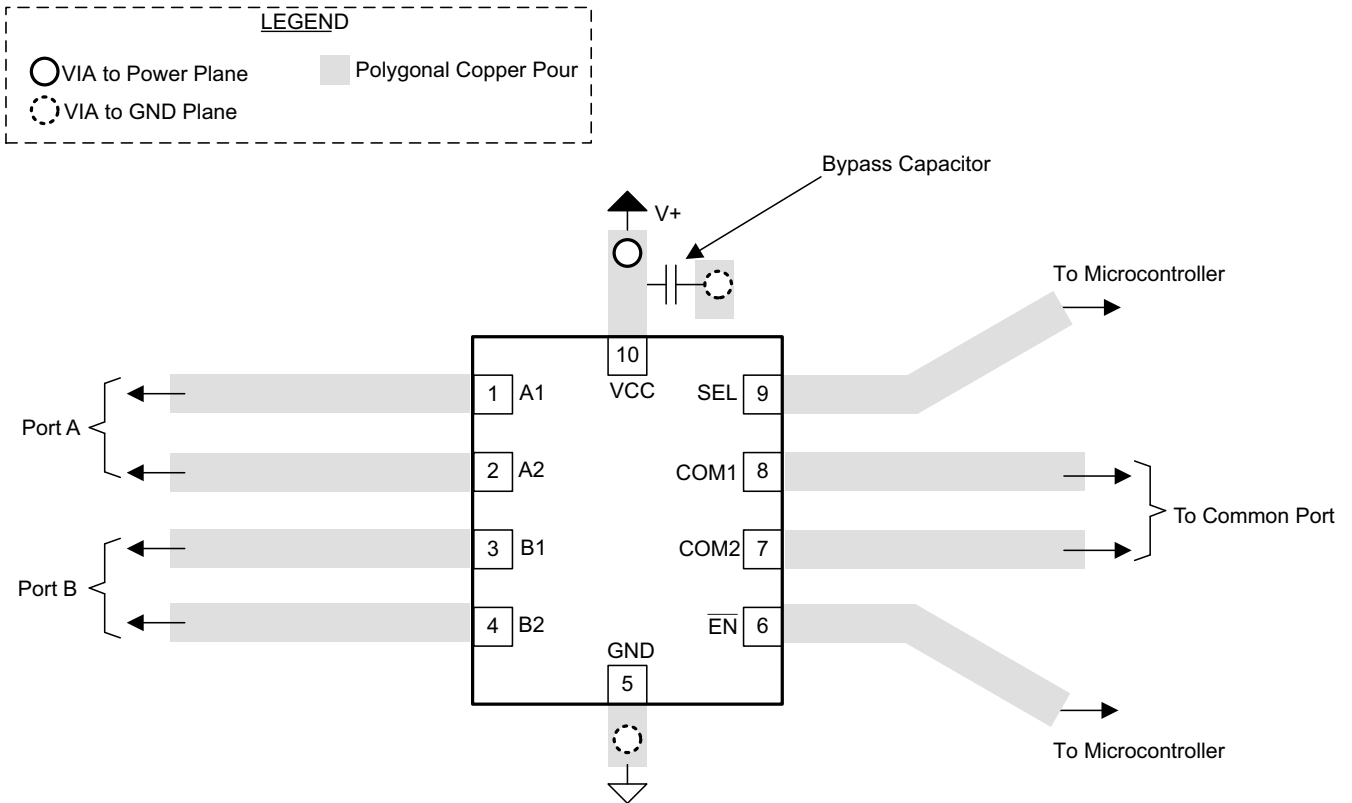 LEGEND
VIA to Power Plane
Polygonal Copper Pour
VIA to GND Plane
Bypass Capacitor
V+
To Microcontroller
10
VCC
1 A1
SEL 9
Port A
2 A2
COM1 8
To Common Port
3 B1
COM2 7
Port B
4 B2
EN 6
GND
5
To Microcontroller